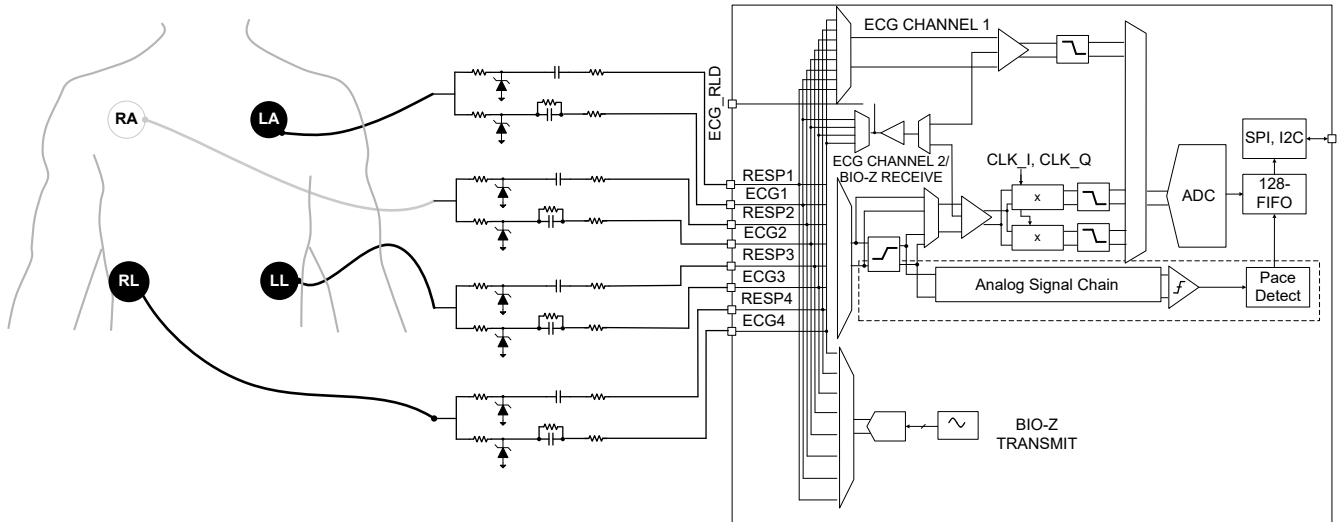 RA
LA
RL
LL
ECG_RLD
RESP1
ECG1
RESP2
ECG2
RESP3
ECG3
RESP4
ECG4
ECG CHANNEL 1
ECG CHANNEL 2/
BIO-Z RECEIVE
CLK_I, CLK_Q
x
x
ADC
SPI, I2C
128-
FIFO
Analog Signal Chain
Pace
Detect
BIO-Z
TRANSMIT